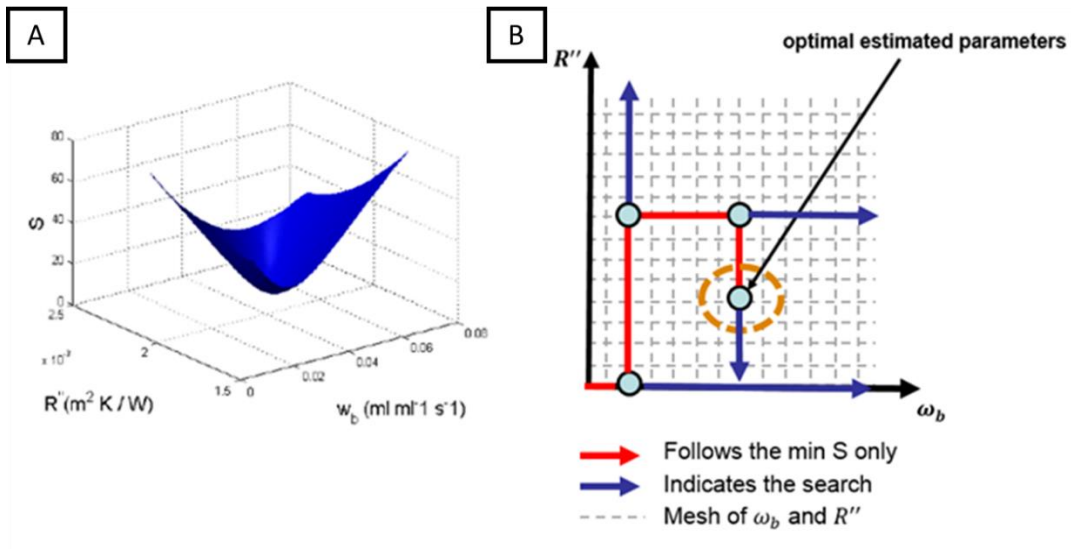 A
B
optimal estimated parameters
R''
80
60
40
20
0
S
2.5
x 10⁻³
2
1.5
R''(m² K / W)
0
0.02
0.04
0.06
0.08
w_b (ml ml⁻1 s⁻1)
ω_b
Follows the min S only
Indicates the search
Mesh of ω_b and R''